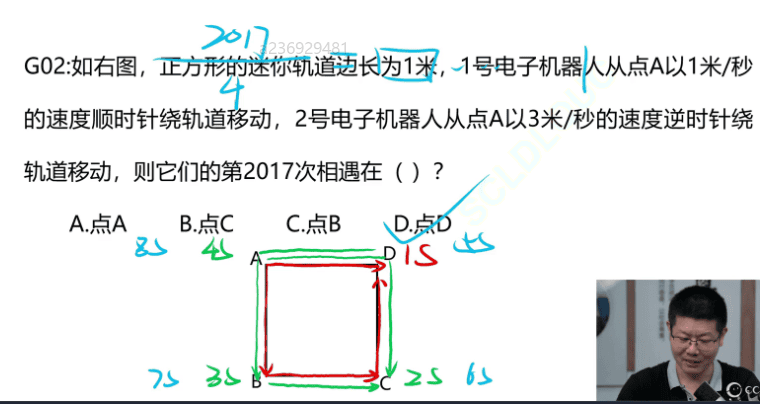 2017
4
3236929481
G02:如右图，正方形的迷你轨道边长为1米，1号电子机器人从点A以1米/秒
的速度顺时针绕轨道移动，2号电子机器人从点A以3米/秒的速度逆时针绕
轨道移动，则它们的第2017次相遇在（ ）？
A.点A B.点C C.点B D.点D
8S 4S A D 1S 5S
7S 3S B C 2S 6S
CC